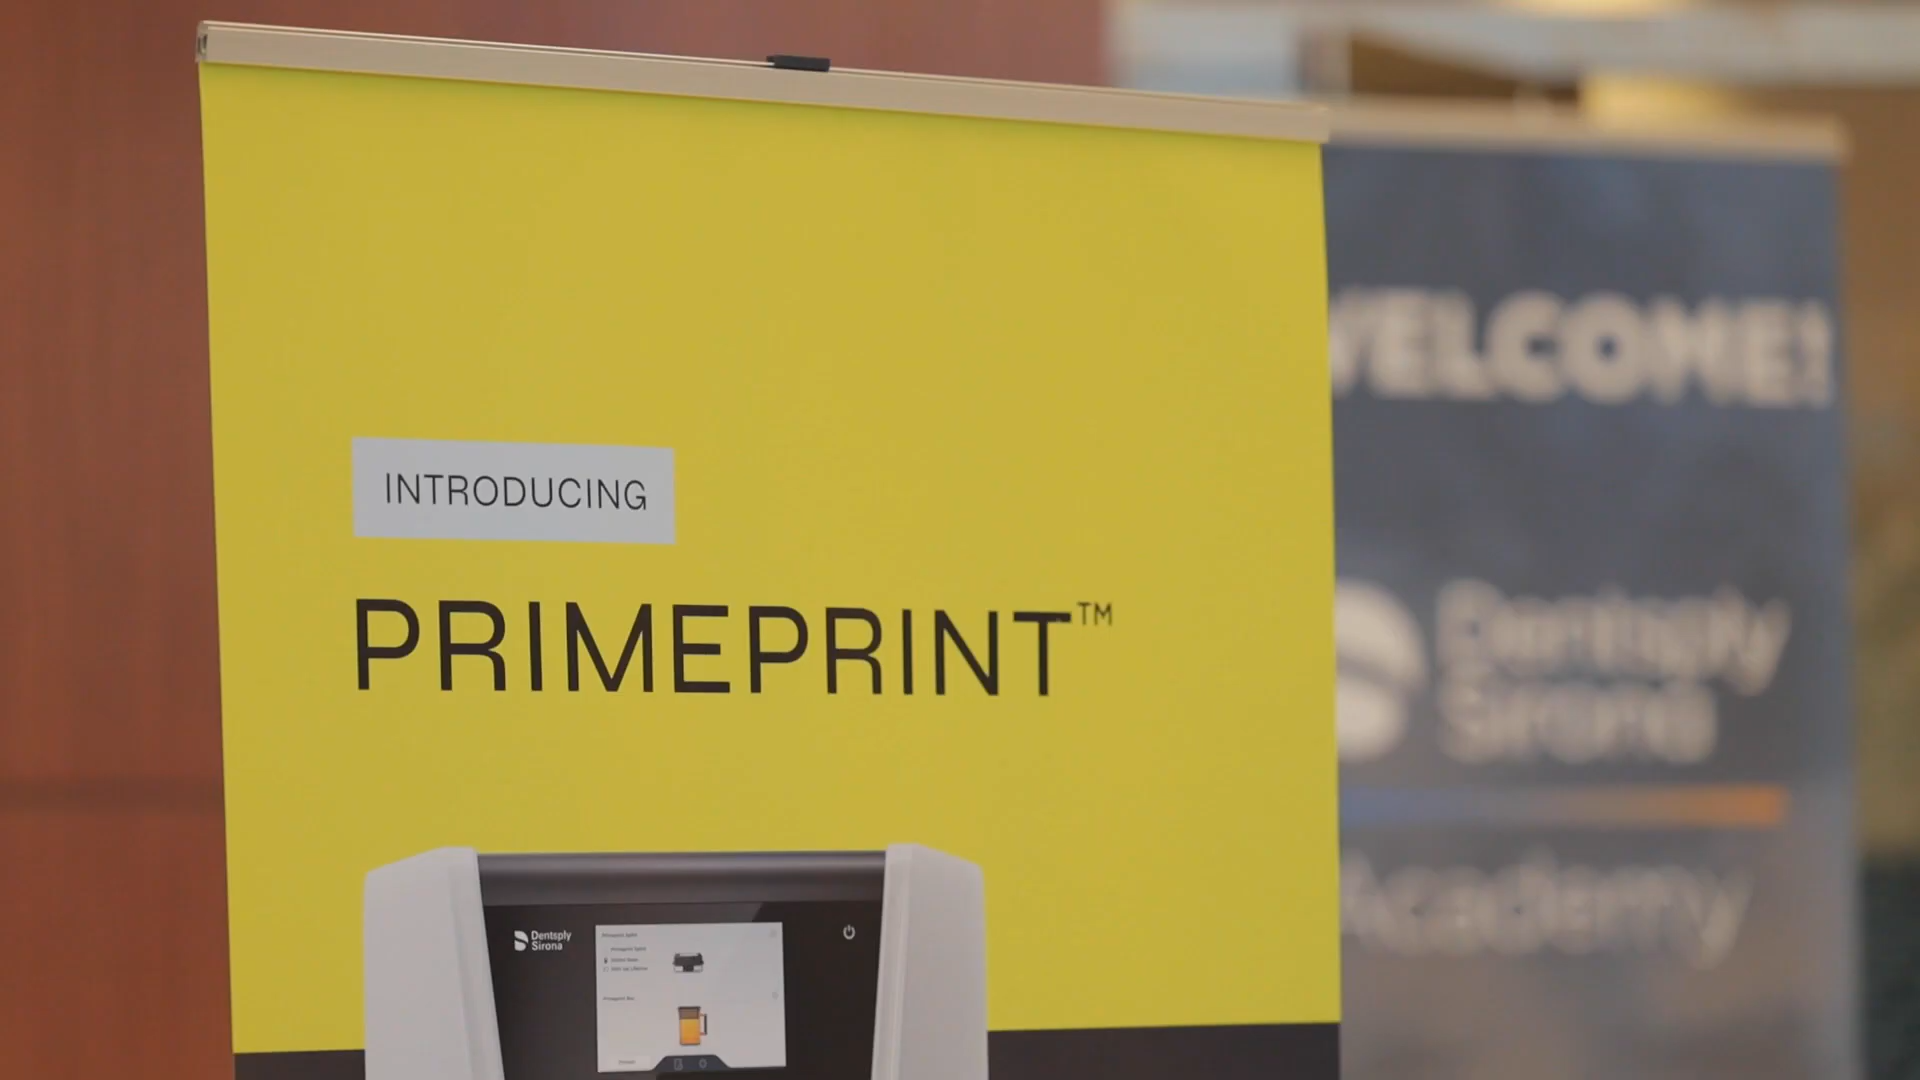 INTRODUCING
PRIMEPRINT™
Dentsply
Sirona
WELCOME!
Dentsply
Sirona
Academy